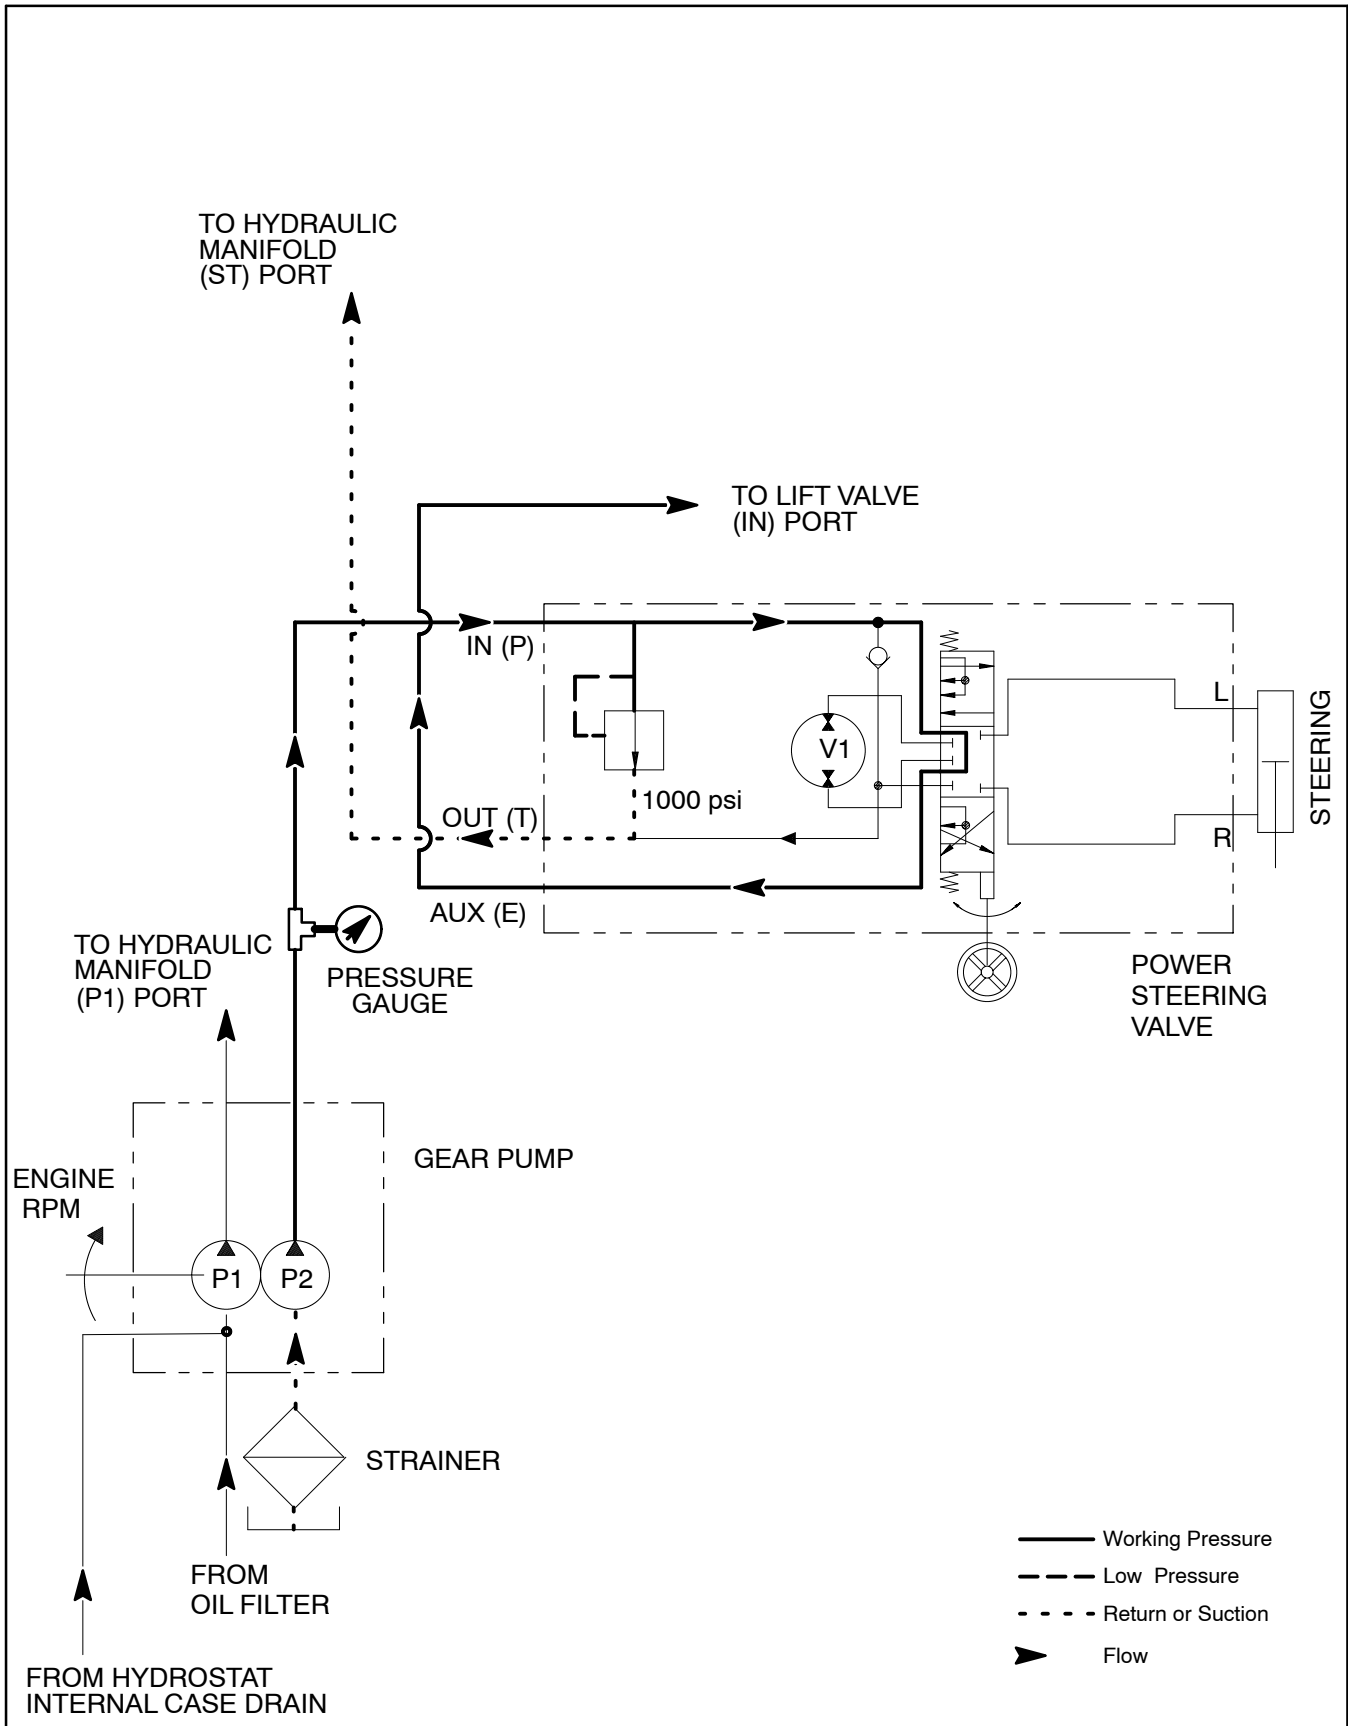 TO HYDRAULIC
MANIFOLD
(ST) PORT
TO LIFT VALVE
(IN) PORT
IN (P)
L
V1
STEERING
1000 psi
OUT (T)
R
AUX (E)
TO HYDRAULIC
MANIFOLD
(P1) PORT
PRESSURE
GAUGE
POWER
STEERING
VALVE
GEAR PUMP
ENGINE
RPM
P1
P2
STRAINER
FROM
OIL FILTER
FROM HYDROSTAT
INTERNAL CASE DRAIN
Working Pressure
Low Pressure
Return or Suction
Flow